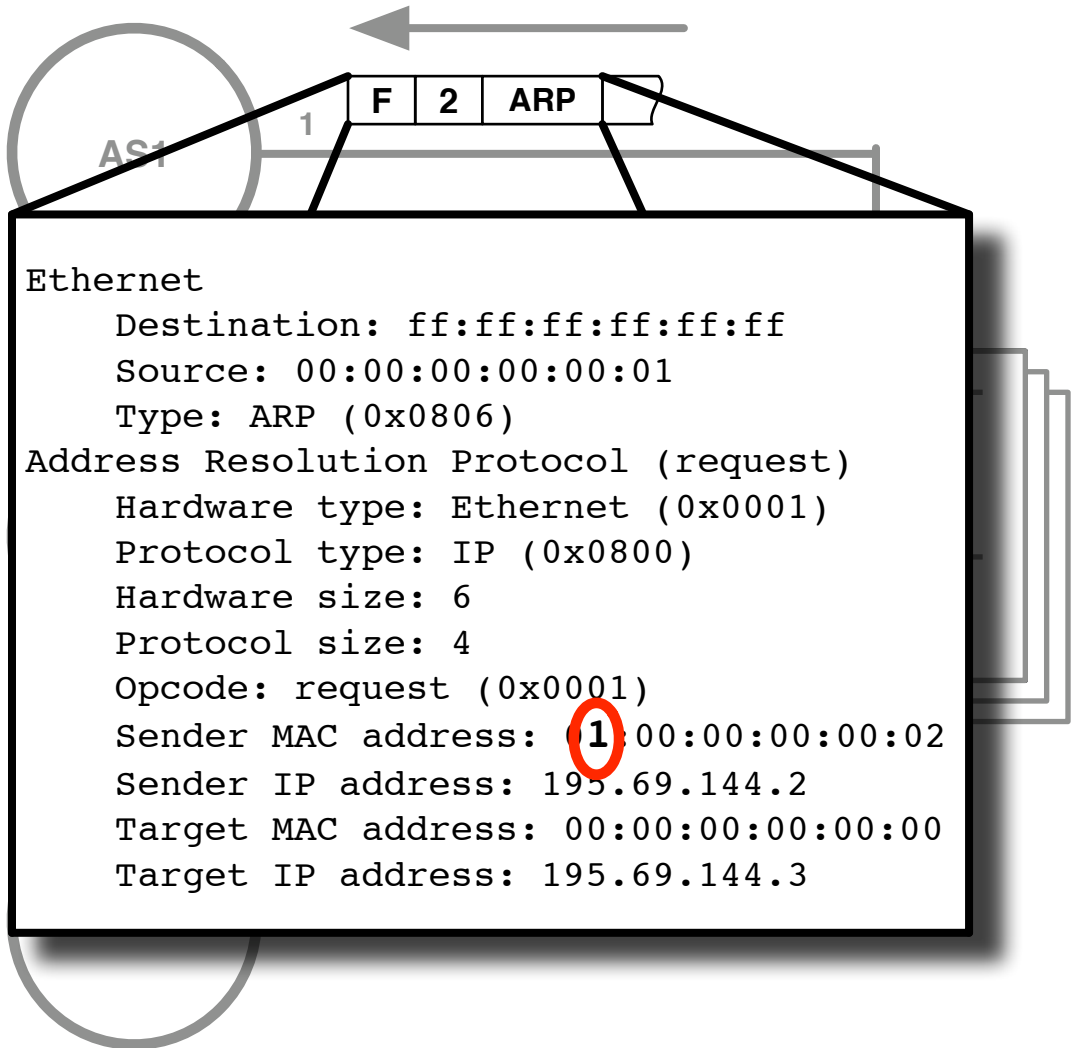 F 2 ARP
1
AS1
Ethernet
Destination: ff:ff:ff:ff:ff:ff
Source: 00:00:00:00:00:01
Type: ARP (0x0806)
Address Resolution Protocol (request)
Hardware type: Ethernet (0x0001)
Protocol type: IP (0x0800)
Hardware size: 6
Protocol size: 4
Opcode: request (0x0001)
Sender MAC address: 01:00:00:00:00:02
Sender IP address: 195.69.144.2
Target MAC address: 00:00:00:00:00:00
Target IP address: 195.69.144.3